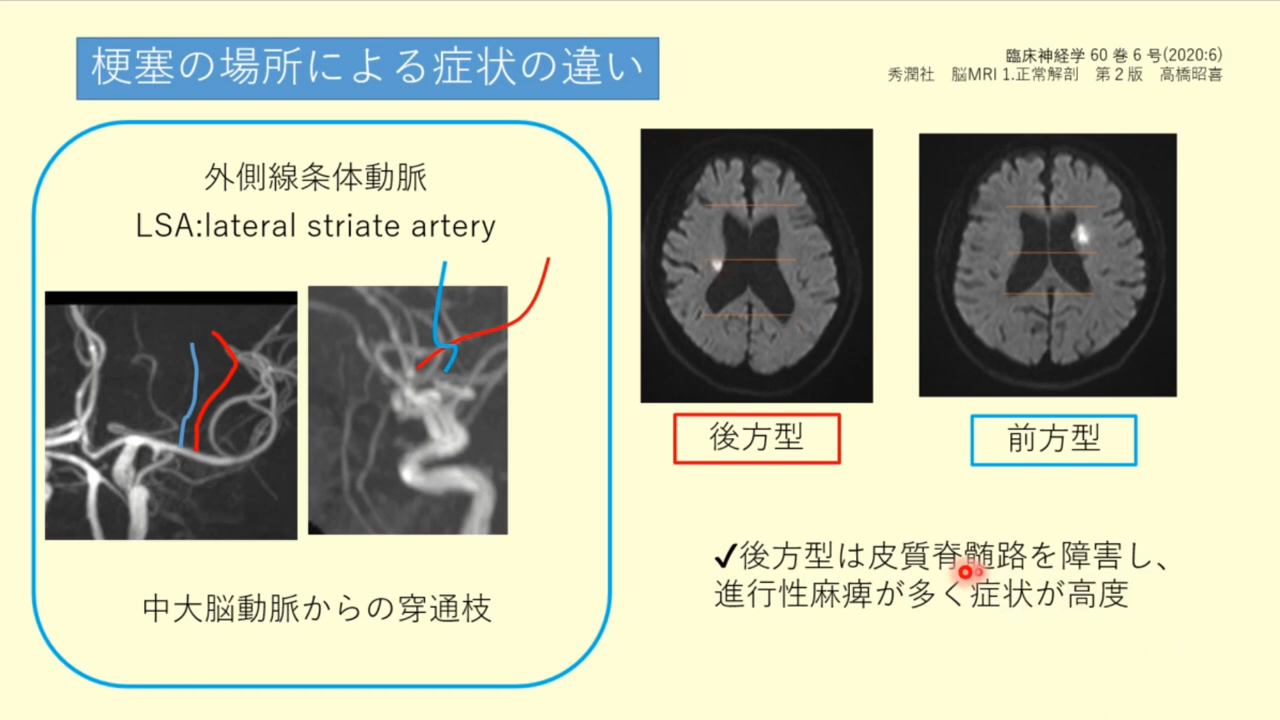 梗塞の場所による症状の違い
臨床神経学 60 巻 6 号(2020:6)
秀潤社 脳MRI 1.正常解剖 第２版 高橋昭喜
外側線条体動脈
LSA:lateral striate artery
中大脳動脈からの穿通枝
後方型
前方型
✓後方型は皮質脊髄路を障害し、
進行性麻痺が多く症状が高度